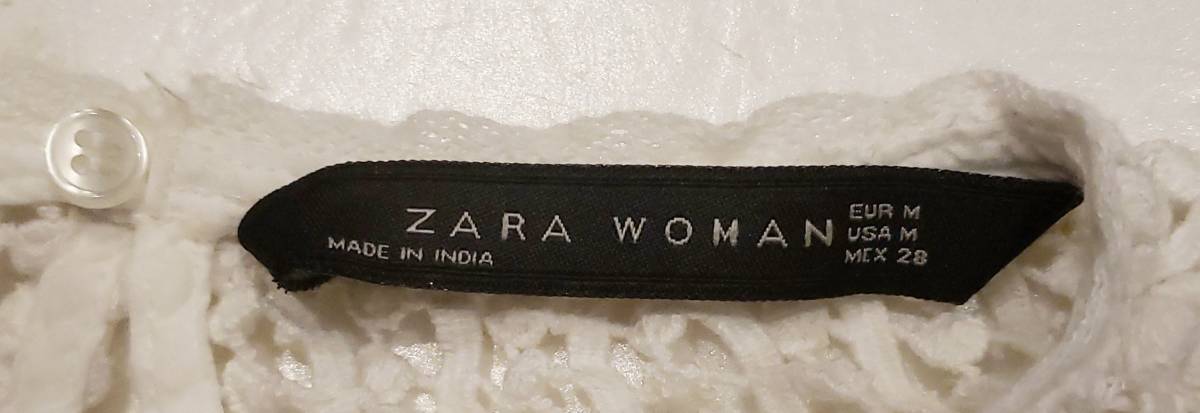 ZARA WOMAN
MADE IN INDIA
EUR M
USA M
MEX 28